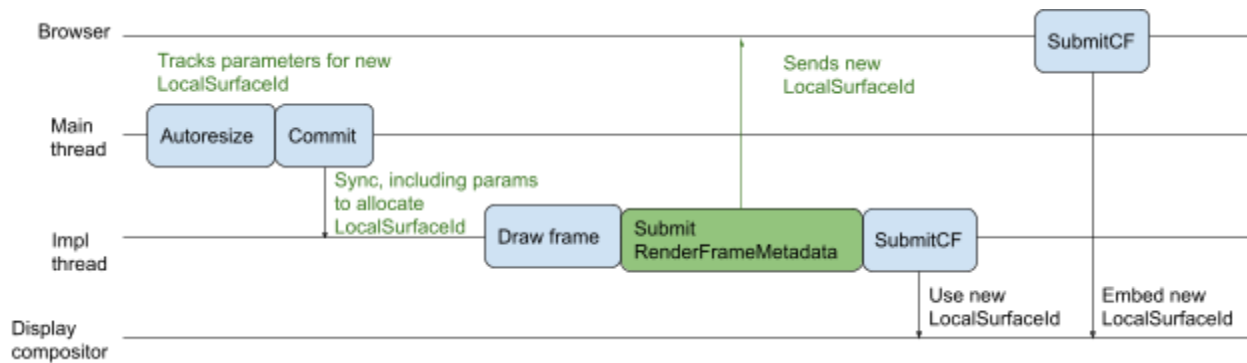 Browser
SubmitCF
Tracks parameters for new
LocalSurfaceId
Sends new
LocalSurfaceId
Main
thread
Autoresize
Commit
Sync, including params
to allocate
LocalSurfaceId
Impl
thread
Draw frame
Submit
RenderFrameMetadata
SubmitCF
Use new
LocalSurfaceId
Embed new
LocalSurfaceId
Display
compositor